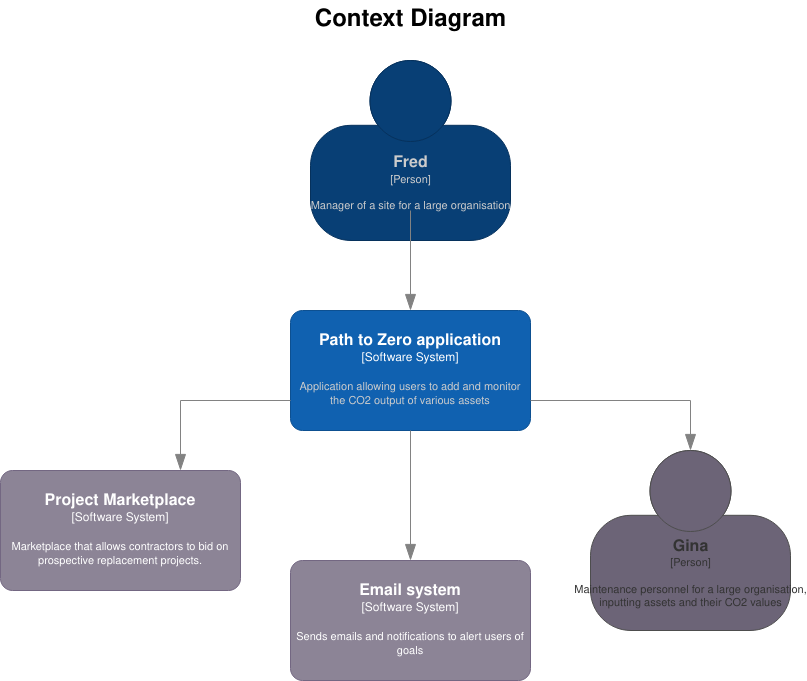 Context Diagram
Fred
[Person]
Manager of a site for a large organisation
Path to Zero application
[Software System]
Application allowing users to add and monitor
the CO2 output of various assets
Project Marketplace
[Software System]
Marketplace that allows contractors to bid on
prospective replacement projects.
Email system
[Software System]
Sends emails and notifications to alert users of
goals
Gina
[Person]
Maintenance personnel for a large organisation,
inputting assets and their CO2 values